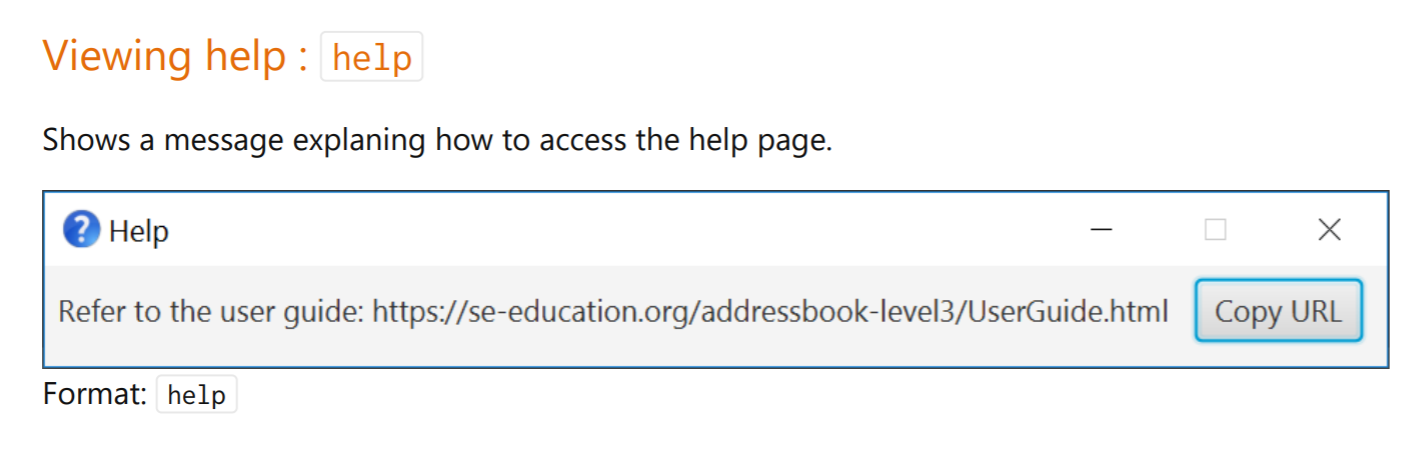 Viewing help : help
Shows a message explaning how to access the help page.
Help
Refer to the user guide: https://se-education.org/addressbook-level3/UserGuide.html Copy URL
Format: help